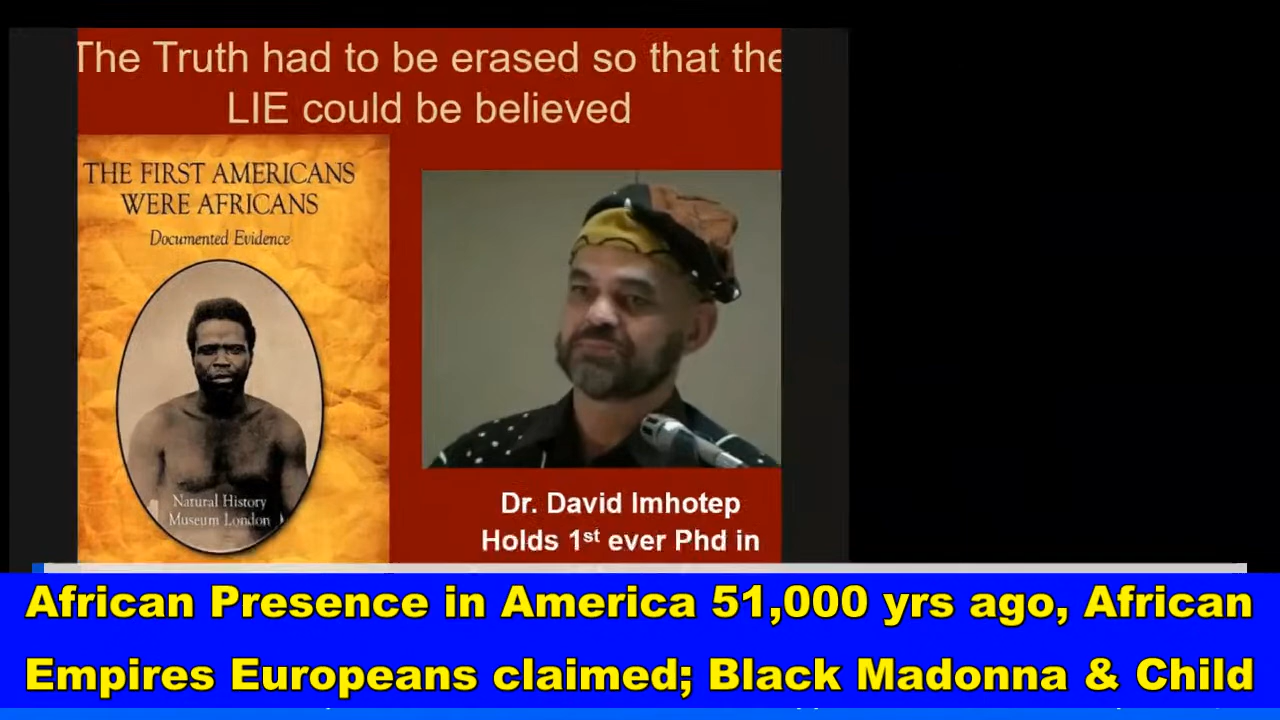 The Truth had to be erased so that the
LIE could be believed
THE FIRST AMERICANS
WERE AFRICANS
Documented Evidence
Natural History
Museum London
Dr. David Imhotep
Holds 1st ever Phd in
African Presence in America 51,000 yrs ago, African
Empires Europeans claimed; Black Madonna & Child